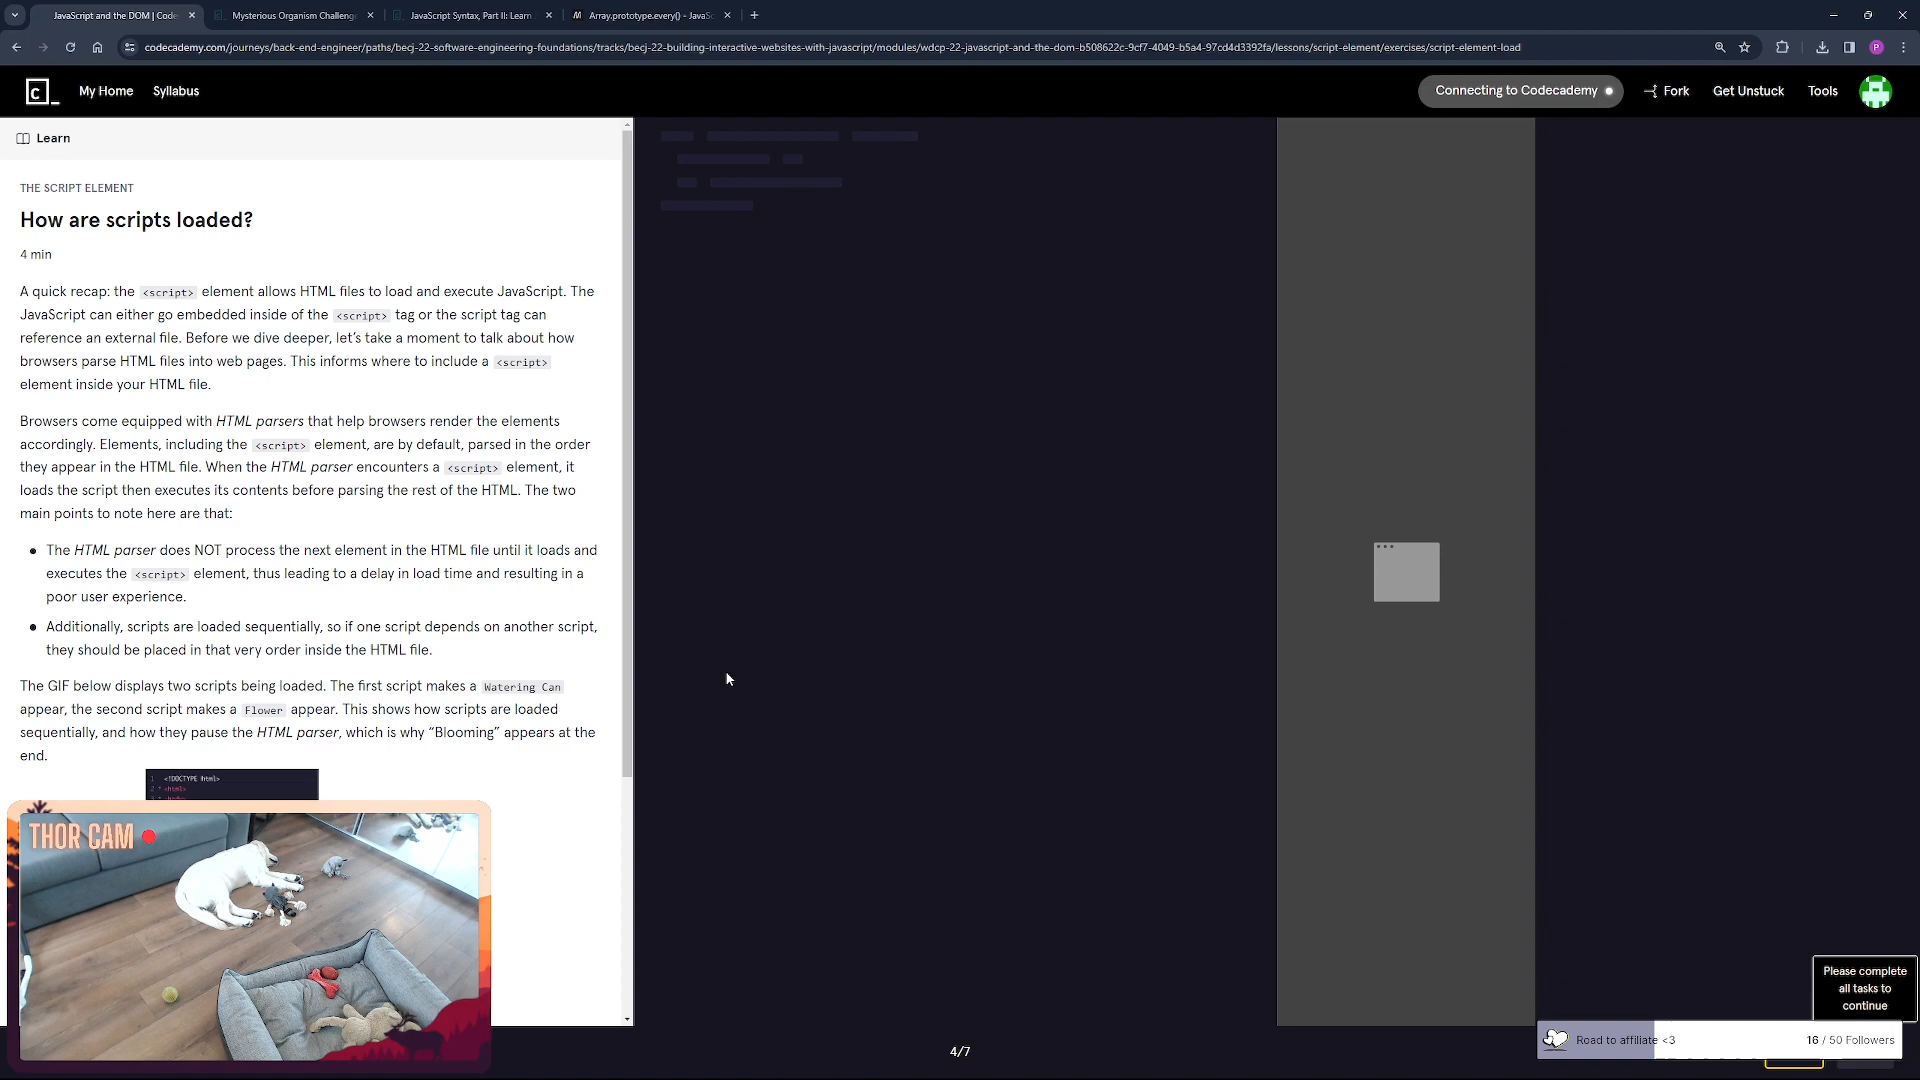 JavaScript and the DOM | Code
Mysterious Organism Challenge
JavaScript Syntax, Part II: Learn
Array.prototype.every() - JavaSc
codecademy.com/journeys/back-end-engineer/paths/becj-22-software-engineering-foundations/tracks/becj-22-building-interactive-websites-with-javascript/modules/wdcp-22-javascript-and-the-dom-b508622c-9cf7-4049-b5a4-97cd4d3392fa/lessons/script-element/exercises/script-element-load
P
c_
My Home
Syllabus
Connecting to Codecademy
Fork
Get Unstuck
Tools
Learn
THE SCRIPT ELEMENT
How are scripts loaded?
4 min
A quick recap: the <script> element allows HTML files to load and execute JavaScript. The
JavaScript can either go embedded inside of the <script> tag or the script tag can
reference an external file. Before we dive deeper, let's take a moment to talk about how
browsers parse HTML files into web pages. This informs where to include a <script>
element inside your HTML file.
Browsers come equipped with HTML parsers that help browsers render the elements
accordingly. Elements, including the <script> element, are by default, parsed in the order
they appear in the HTML file. When the HTML parser encounters a <script> element, it
loads the script then executes its contents before parsing the rest of the HTML. The two
main points to note here are that:
The HTML parser does NOT process the next element in the HTML file until it loads and
executes the <script> element, thus leading to a delay in load time and resulting in a
poor user experience.
Additionally, scripts are loaded sequentially, so if one script depends on another script,
they should be placed in that very order inside the HTML file.
The GIF below displays two scripts being loaded. The first script makes a Watering Can
appear, the second script makes a Flower appear. This shows how scripts are loaded
sequentially, and how they pause the HTML parser, which is why "Blooming" appears at the
end.
1 <!DOCTYPE html>
2 <html>
THOR CAM
4/7
Please complete
all tasks to
continue
Road to affiliate <3
16 / 50 Followers